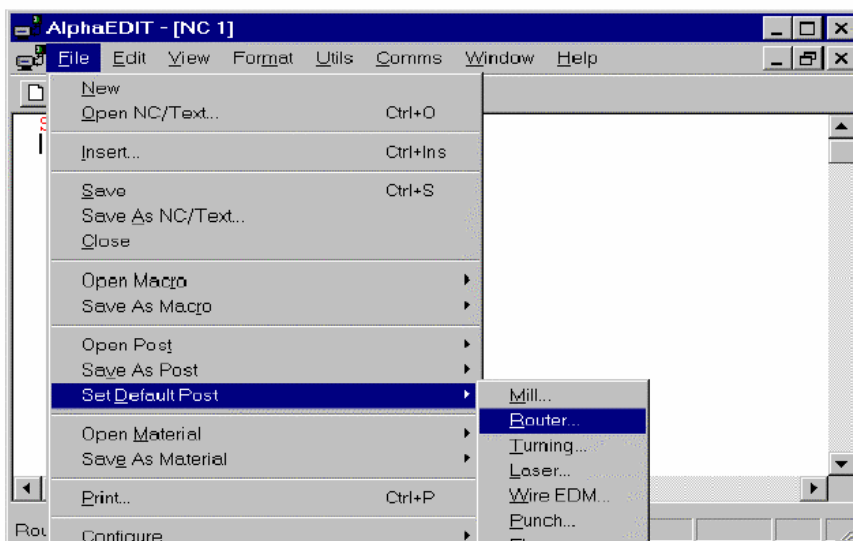 AlphaEDIT - [NC 1]
File Edit View Format Utils Comms Window Help
New
Open NC/Text... Ctrl+O
Insert... Ctrl+Ins
Save Ctrl+S
Save As NC/Text...
Close
Open Macro
Save As Macro
Open Post
Save As Post
Set Default Post
Mill...
Router...
Turning...
Open Material
Save As Material
Laser...
Wire EDM...
Print... Ctrl+P
Punch...
Configure